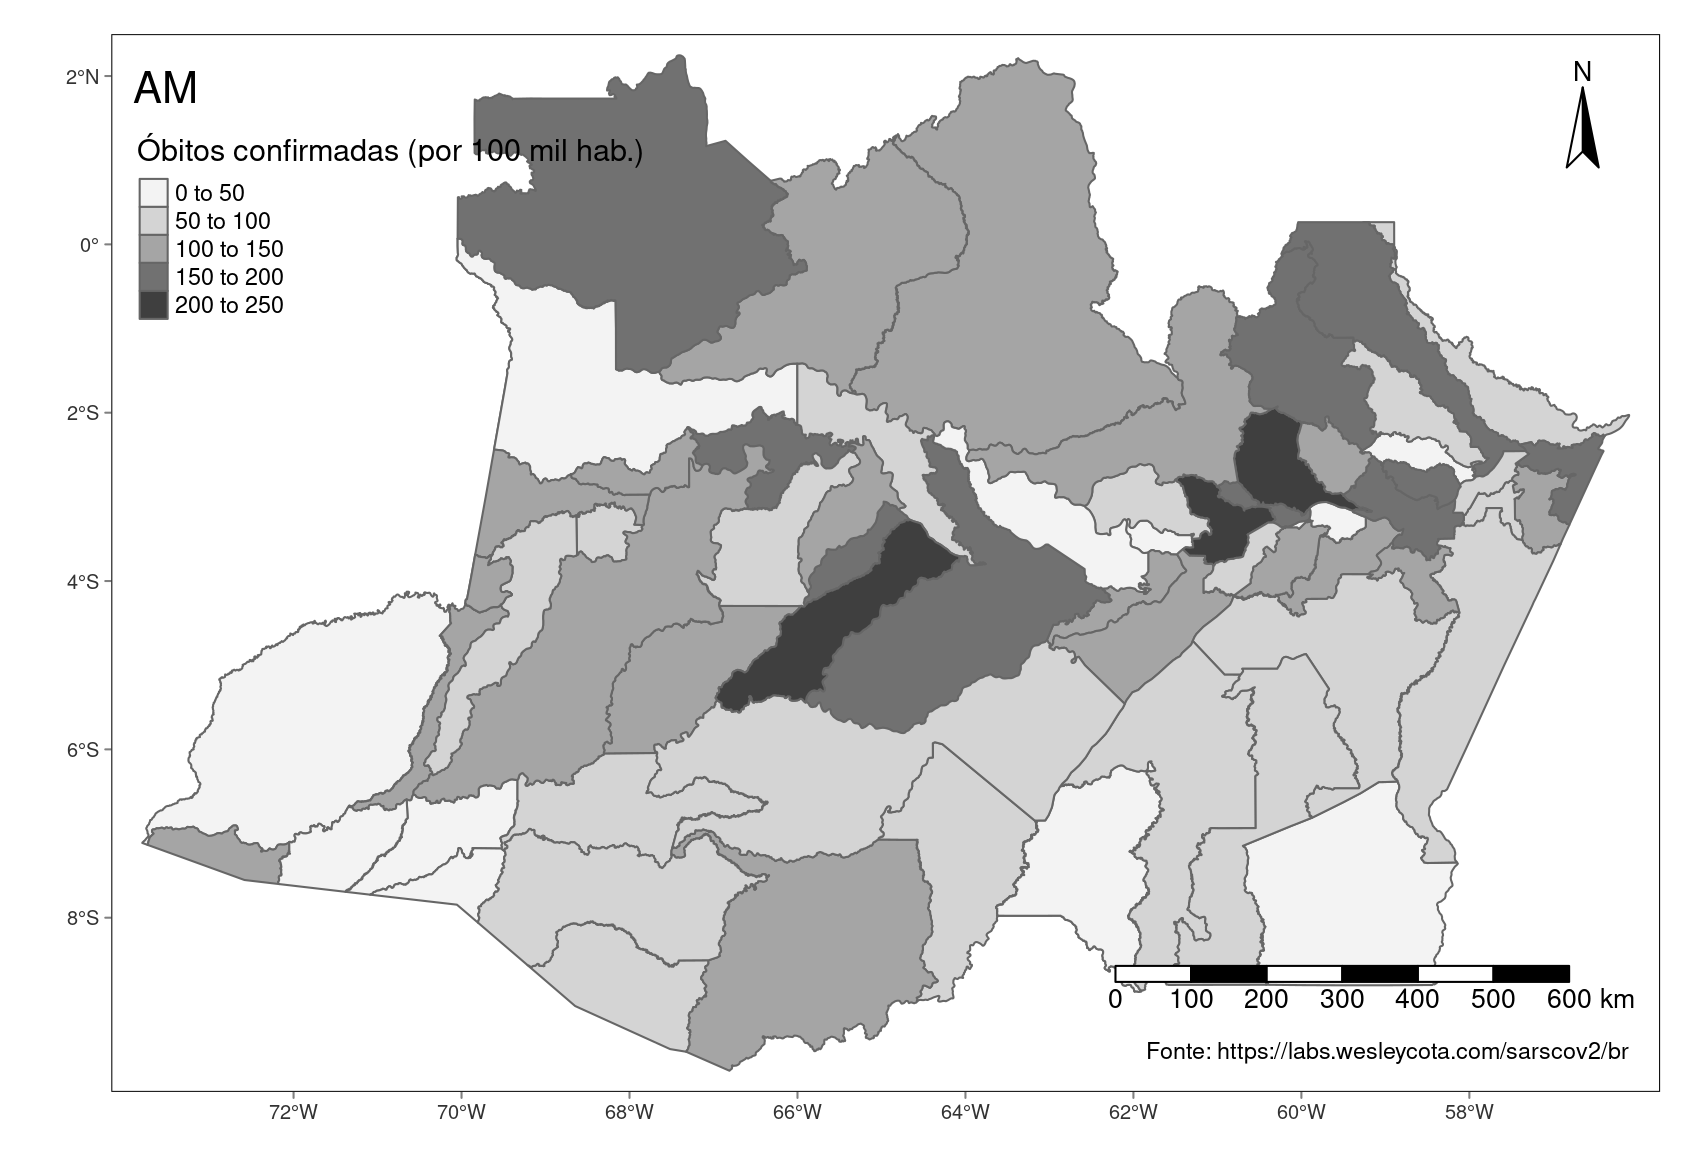 AM
N
Óbitos confirmadas (por 100 mil hab.)
0 to 50
50 to 100
100 to 150
150 to 200
200 to 250
2°N
0°
2°S
4°S
6°S
8°S
0 100 200 300 400 500 600 km
Fonte: https://labs.wesleycota.com/sarscov2/br
72°W 70°W 68°W 66°W 64°W 62°W 60°W 58°W